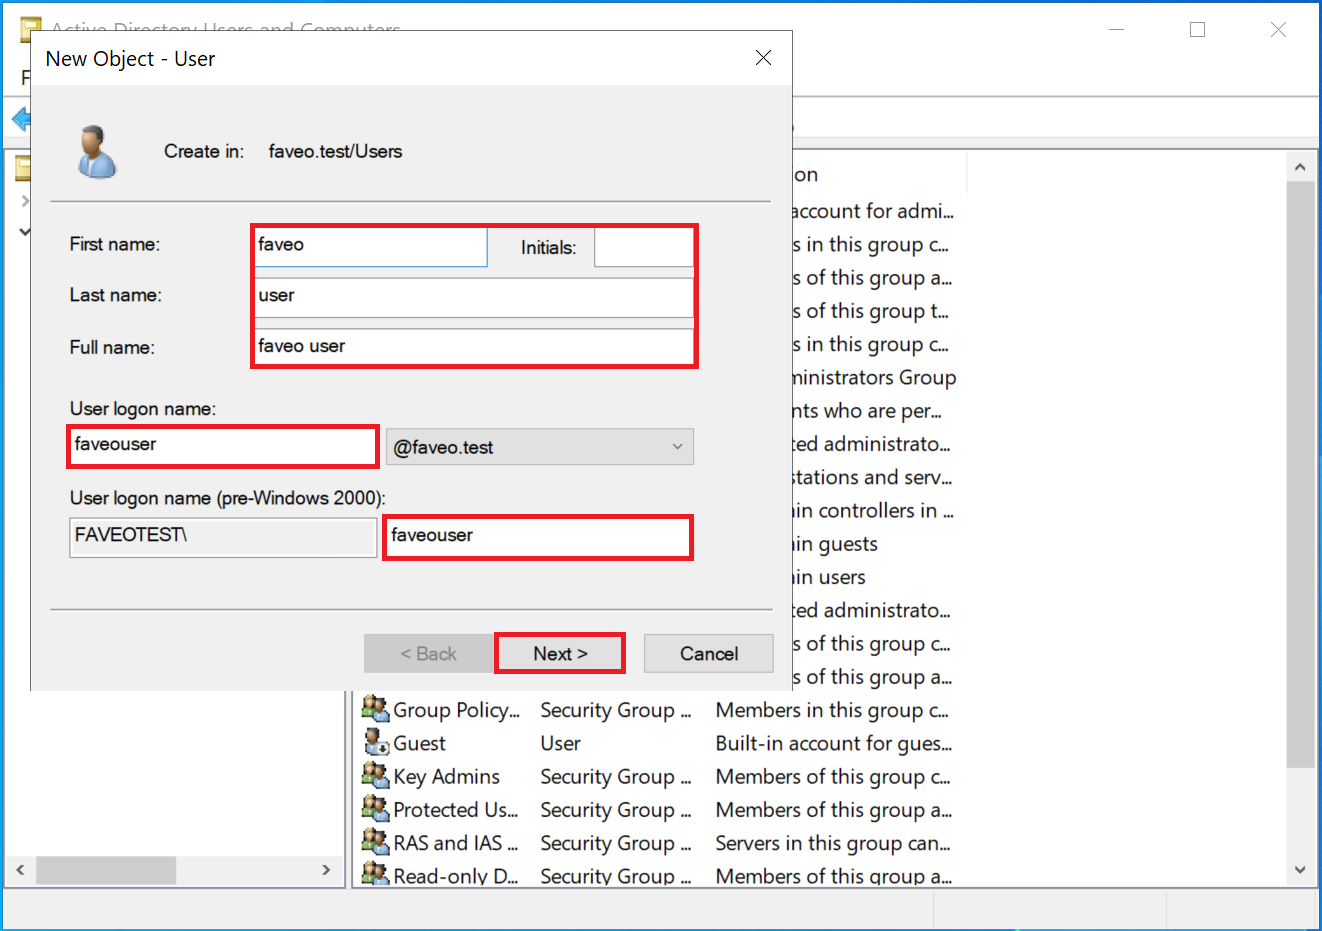 Active Directory Users and Computers
New Object - User
F
Create in: faveo.test/Users
on
First name: faveo Initials:
account for admi...
s in this group c...
Last name: user
s of this group a...
s of this group t...
Full name: faveo user
s in this group c...
ministrators Group
User logon name:
nts who are per...
faveouser @faveo.test
ted administrato...
stations and serv...
User logon name (pre-Windows 2000):
ain controllers in ...
FAVEOTEST\ faveouser
ain guests
ain users
ted administrato...
s of this group c...
< Back Next > Cancel
s of this group a...
Group Policy... Security Group ... Members in this group c...
Guest User Built-in account for gues...
Key Admins Security Group ... Members of this group c...
Protected Us... Security Group ... Members of this group a...
RAS and IAS ... Security Group ... Servers in this group can...
Read-only D... Security Group ... Members of this group a...